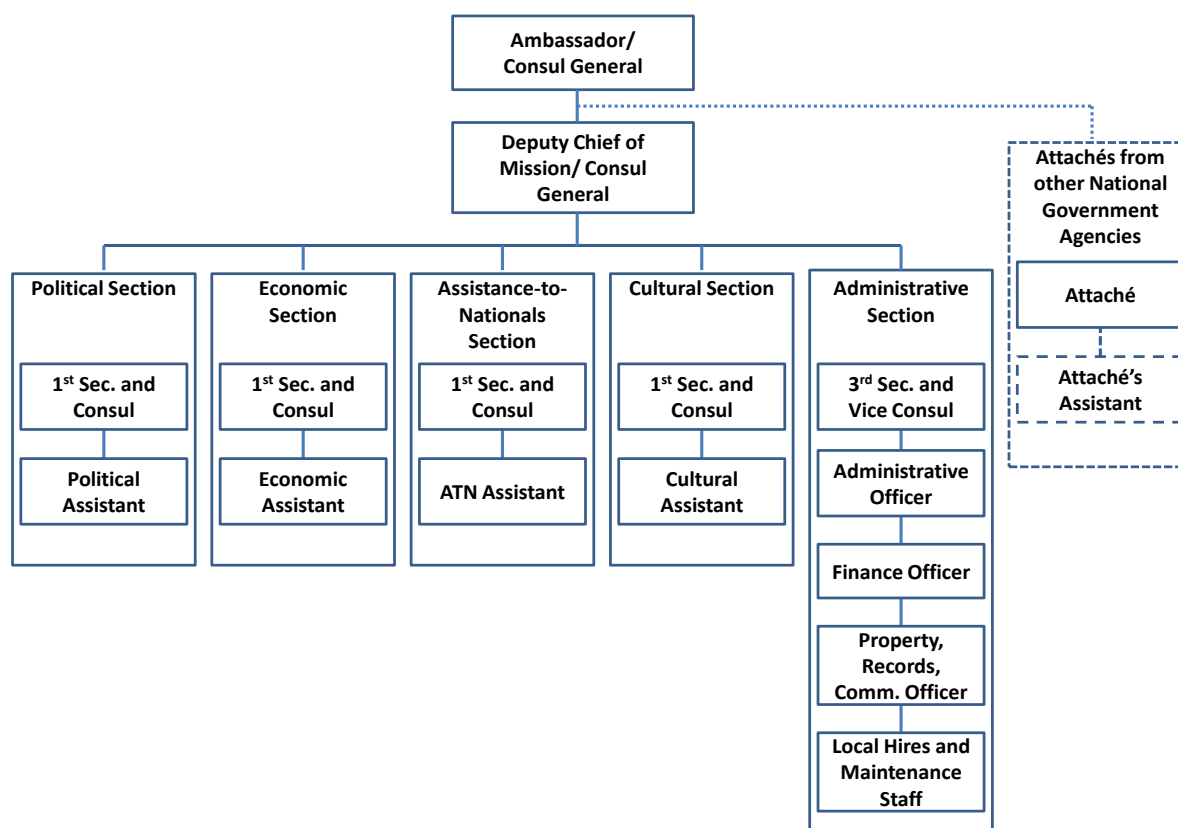 Ambassador/
Consul General
Deputy Chief of
Mission/ Consul
General
Attachés from
other National
Government
Agencies
Attaché
Attaché's
Assistant
Political Section
1st Sec. and
Consul
Political
Assistant
Economic
Section
1st Sec. and
Consul
Economic
Assistant
Assistance-to-
Nationals
Section
1st Sec. and
Consul
ATN Assistant
Cultural Section
1st Sec. and
Consul
Cultural
Assistant
Administrative
Section
3rd Sec. and
Vice Consul
Administrative
Officer
Finance Officer
Property,
Records,
Comm. Officer
Local Hires and
Maintenance
Staff